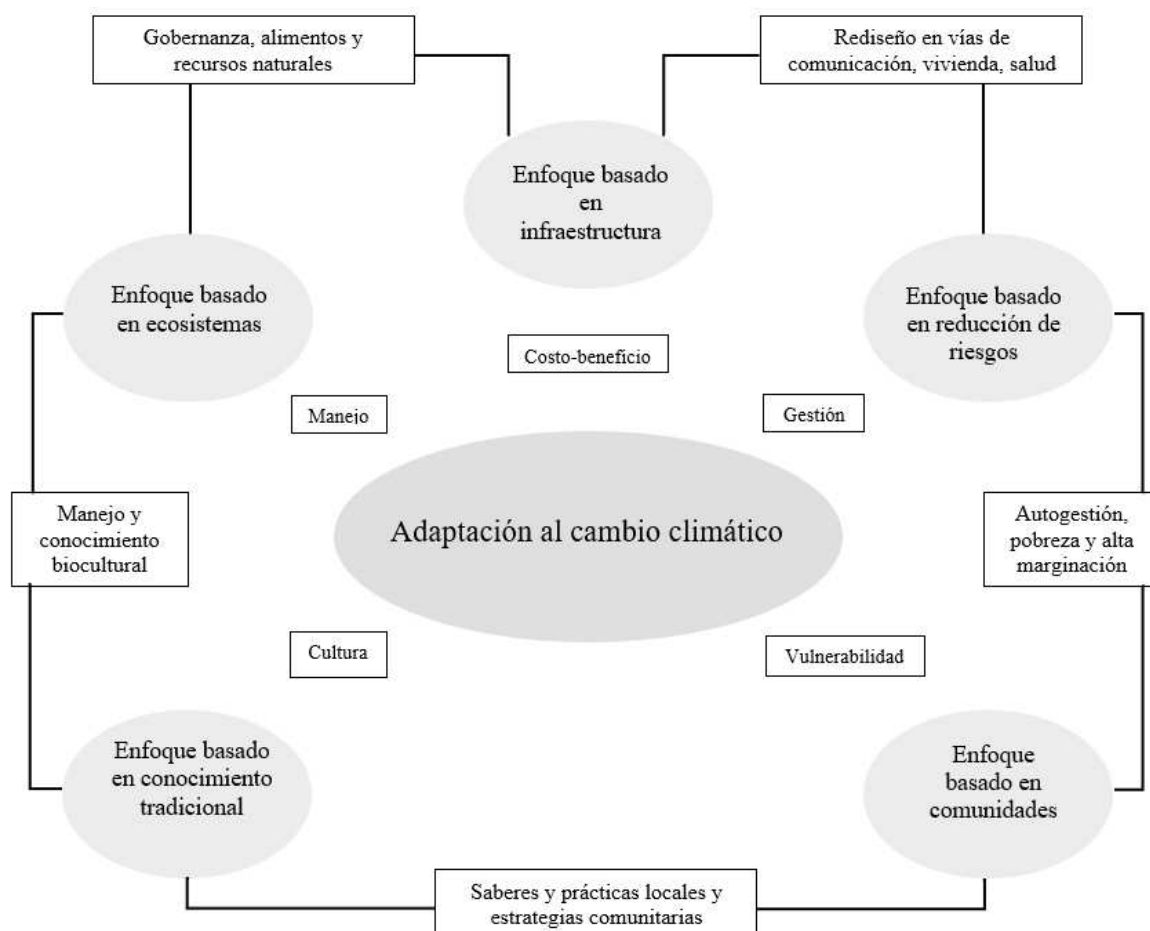 Gobernanza, alimentos y
recursos naturales
Rediseño en vías de
comunicación, vivienda, salud
Enfoque basado
en
infraestructura
Enfoque basado
en ecosistemas
Enfoque basado
en reducción de
riesgos
Costo-beneficio
Manejo
Gestión
Manejo y
conocimiento
biocultural
Adaptación al cambio climático
Autogestión,
pobreza y alta
marginación
Cultura
Vulnerabilidad
Enfoque basado
en conocimiento
tradicional
Enfoque
basado en
comunidades
Saberes y prácticas locales y
estrategias comunitarias